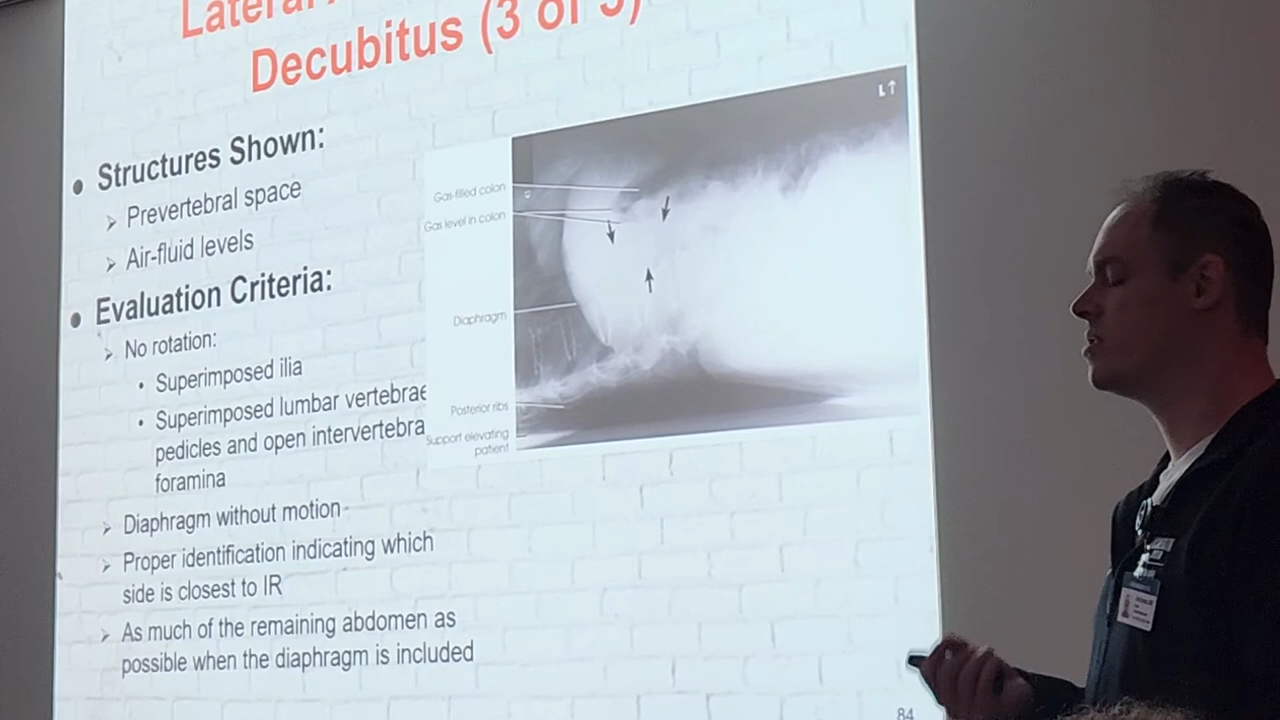 Lateral
Decubitus (3 of 5)
Structures Shown:
Prevertebral space
Air-fluid levels
Evaluation Criteria:
No rotation:
Superimposed ilia
Superimposed lumbar vertebrae
pedicles and open intervertebra
foramina
Diaphragm without motion
Proper identification indicating which
side is closest to IR
As much of the remaining abdomen as
possible when the diaphragm is included
Gas-filled colon
Gas level in colon
Diaphragm
Posterior ribs
Support elevating
patient
L↑
84